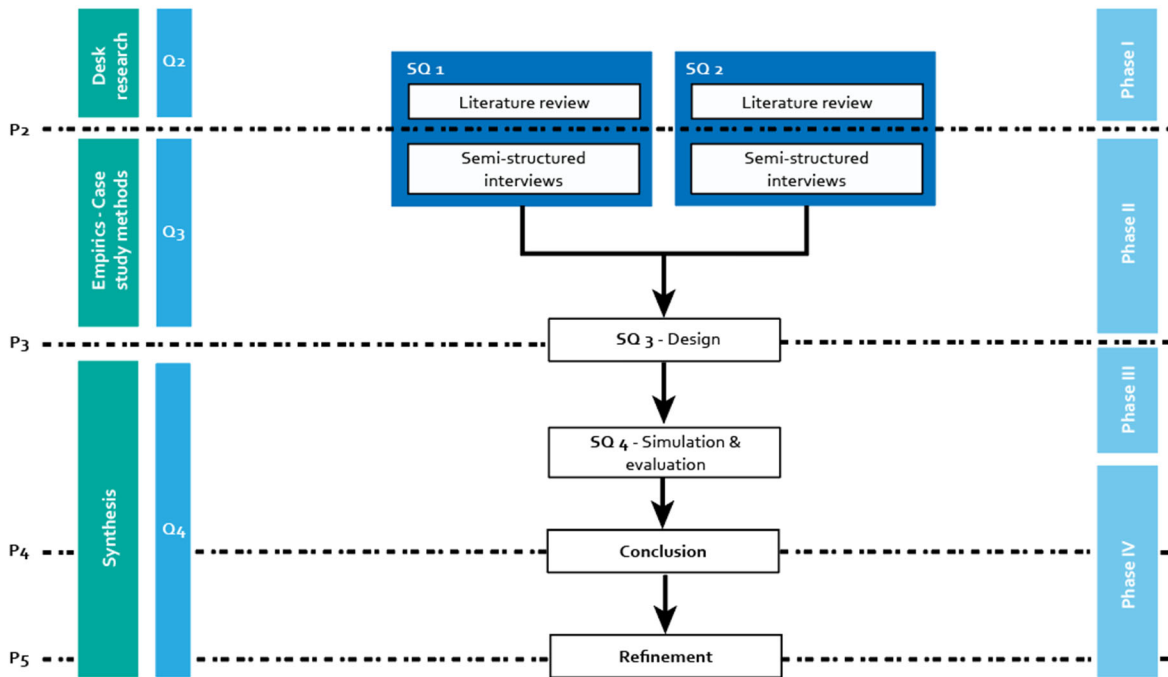 Desk
research
Q2
SQ 1
SQ 2
Phase I
Literature review
Literature review
P2
Semi-structured
interviews
Semi-structured
interviews
Empirics - Case
study methods
Q3
Phase II
P3
SQ 3 - Design
Phase III
SQ 4 - Simulation &
evaluation
Synthesis
Q4
P4
Conclusion
Phase IV
P5
Refinement